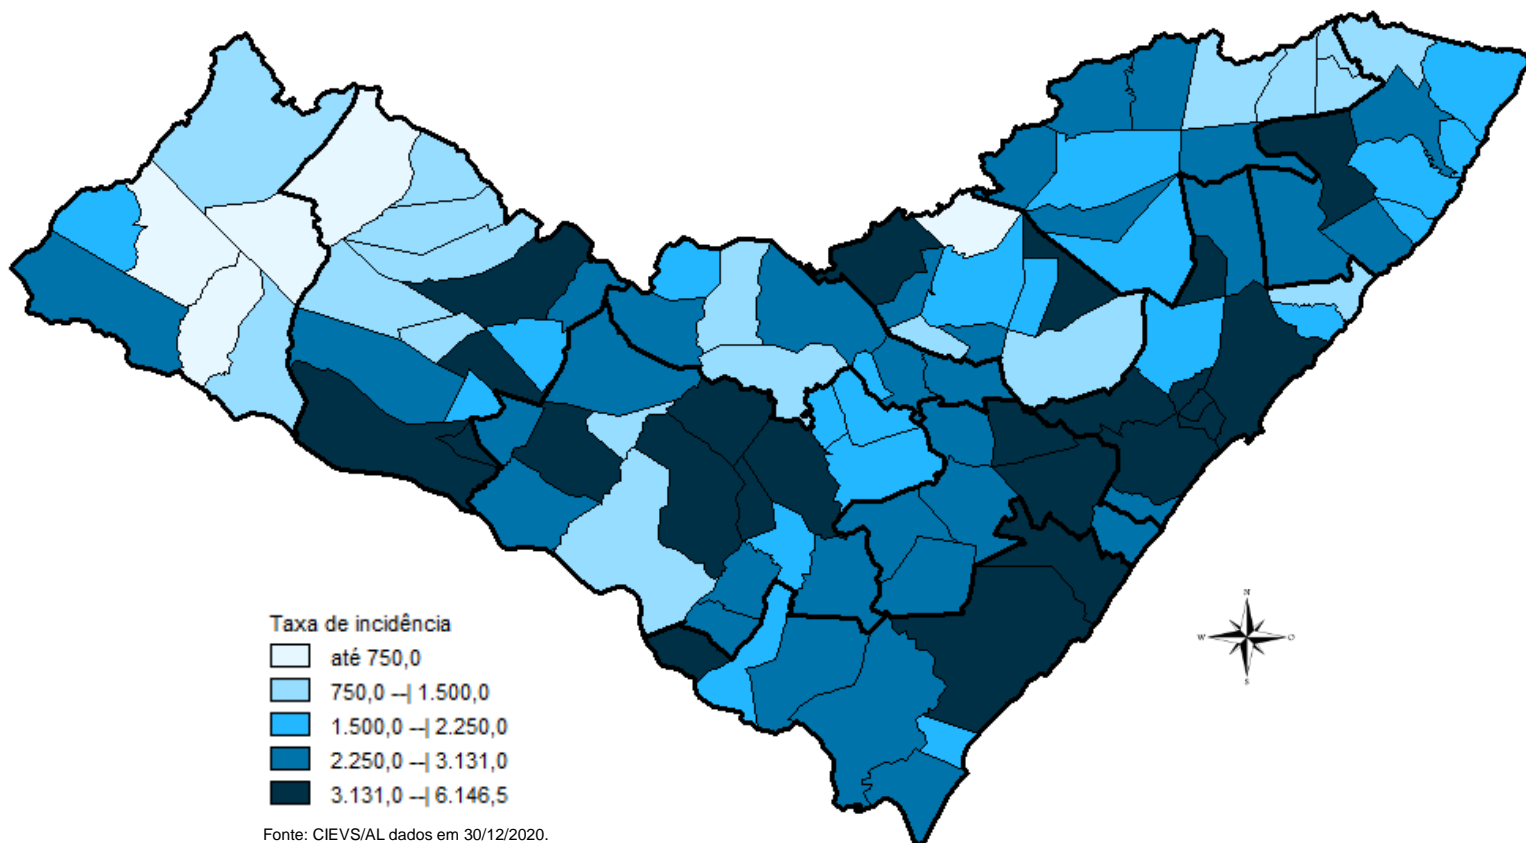 N
W O
S
Taxa de incidência
até 750,0
750,0 --| 1.500,0
1.500,0 --| 2.250,0
2.250,0 --| 3.131,0
3.131,0 --| 6.146,5
Fonte: CIEVS/AL dados em 30/12/2020.